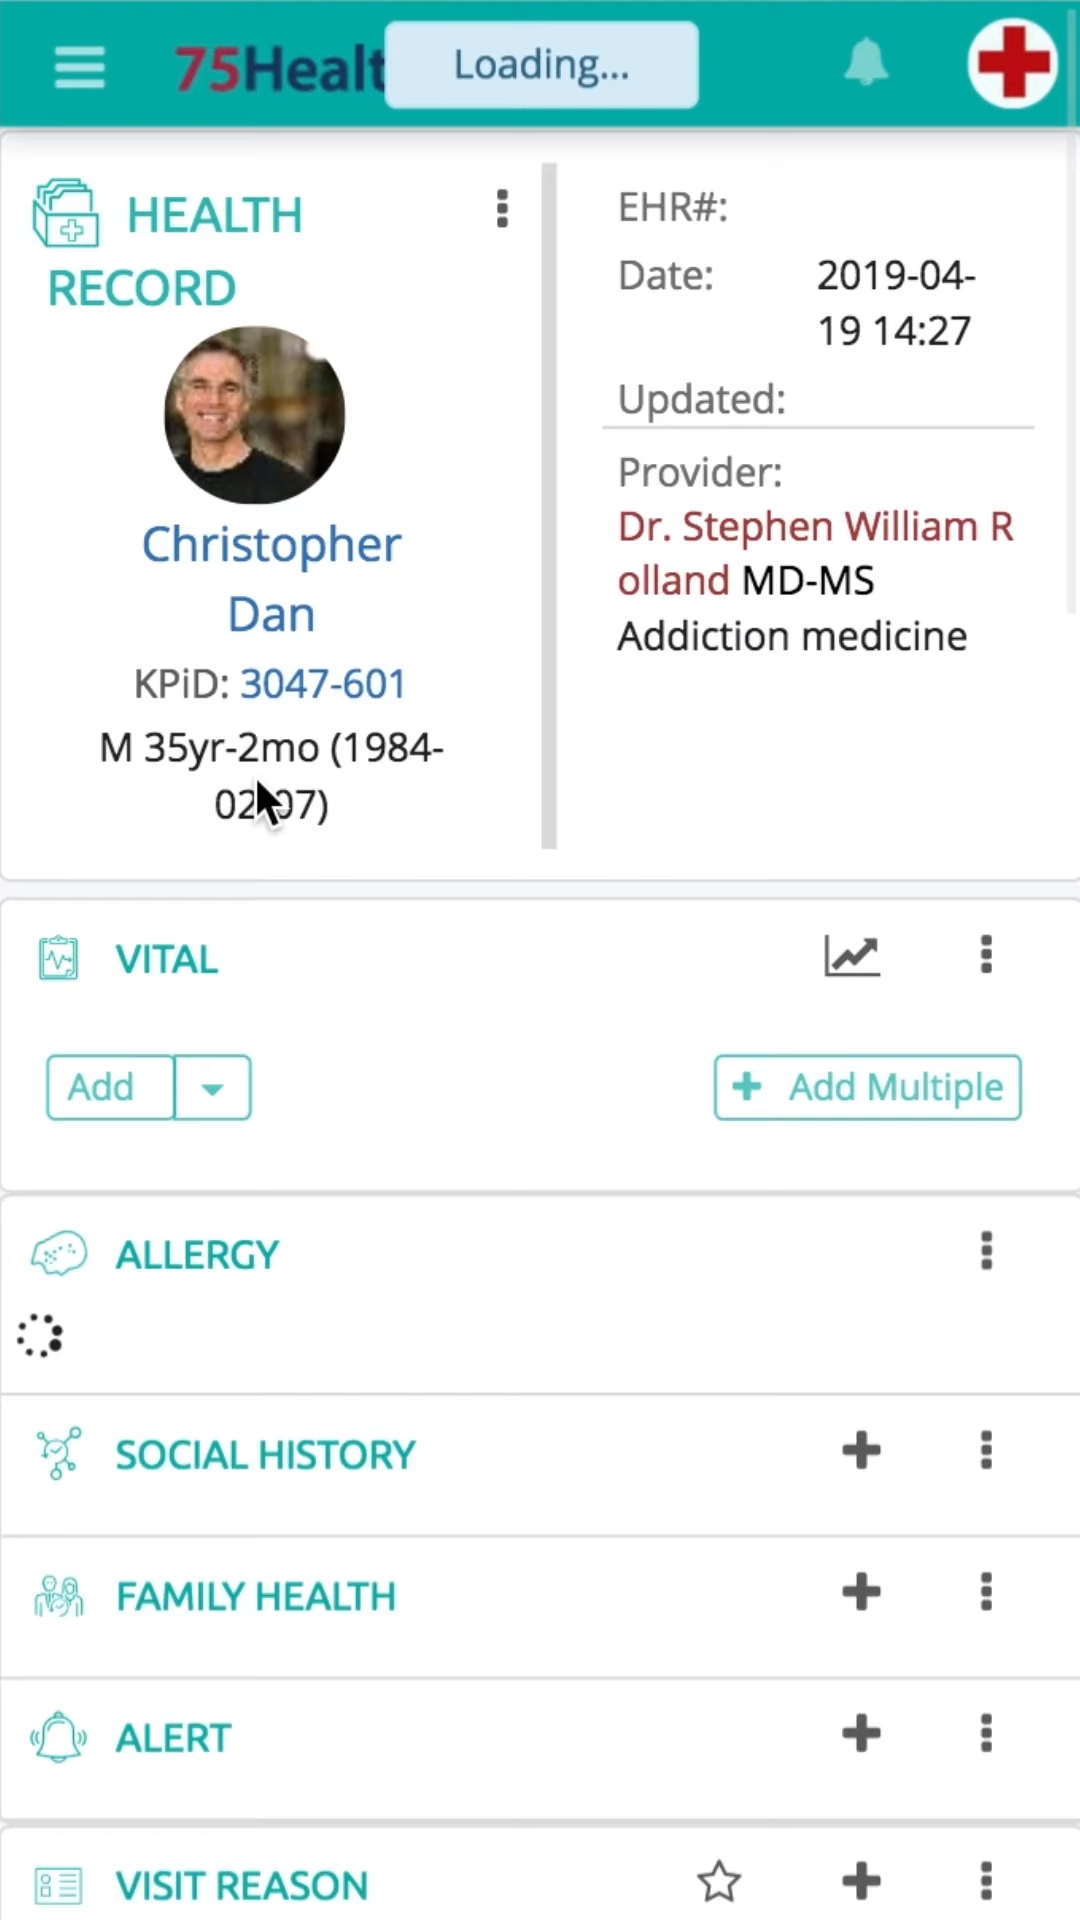 75Healt
Loading...
HEALTH
RECORD
Christopher
Dan
KPiD: 3047-601
M 35yr-2mo (1984-
02-07)
EHR#:
Date: 2019-04-
19 14:27
Updated:
Provider:
Dr. Stephen William R
olland MD-MS
Addiction medicine
VITAL
Add
+ Add Multiple
ALLERGY
SOCIAL HISTORY
FAMILY HEALTH
ALERT
VISIT REASON